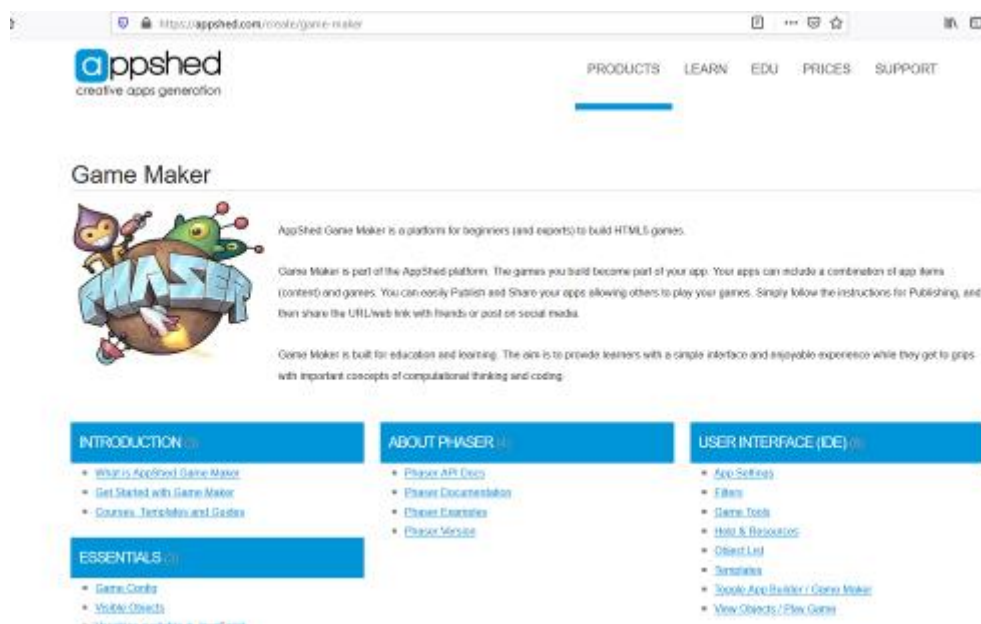 https://appshed.com/create/game-maker
appshed
creative apps generation
PRODUCTS LEARN EDU PRICES SUPPORT
Game Maker
PHASER
AppShed Game Maker is a platform for beginners (and experts) to build HTML5 games.
Game Maker is part of the AppShed platform. The games you build become part of your app. Your apps can include a combination of app items
(content) and games. You can easily Publish and Share your apps allowing others to play your games. Simply follow the instructions for Publishing, and
then share the URL/web link with friends or post on social media.
Game Maker is built for education and learning. The aim is to provide learners with a simple interface and enjoyable experience while they get to grips
with important concepts of computational thinking and coding.
INTRODUCTION
What is AppShed Game Maker
Get Started with Game Maker
Courses, Templates and Guides
ESSENTIALS
Game Config
Visible Objects
ABOUT PHASER
Phaser API Docs
Phaser Documentation
Phaser Examples
Phaser Version
USER INTERFACE (IDE)
App Settings
Filters
Game Tools
Help & Resources
Object List
Templates
Toggle App Builder / Game Maker
View Objects / Play Game